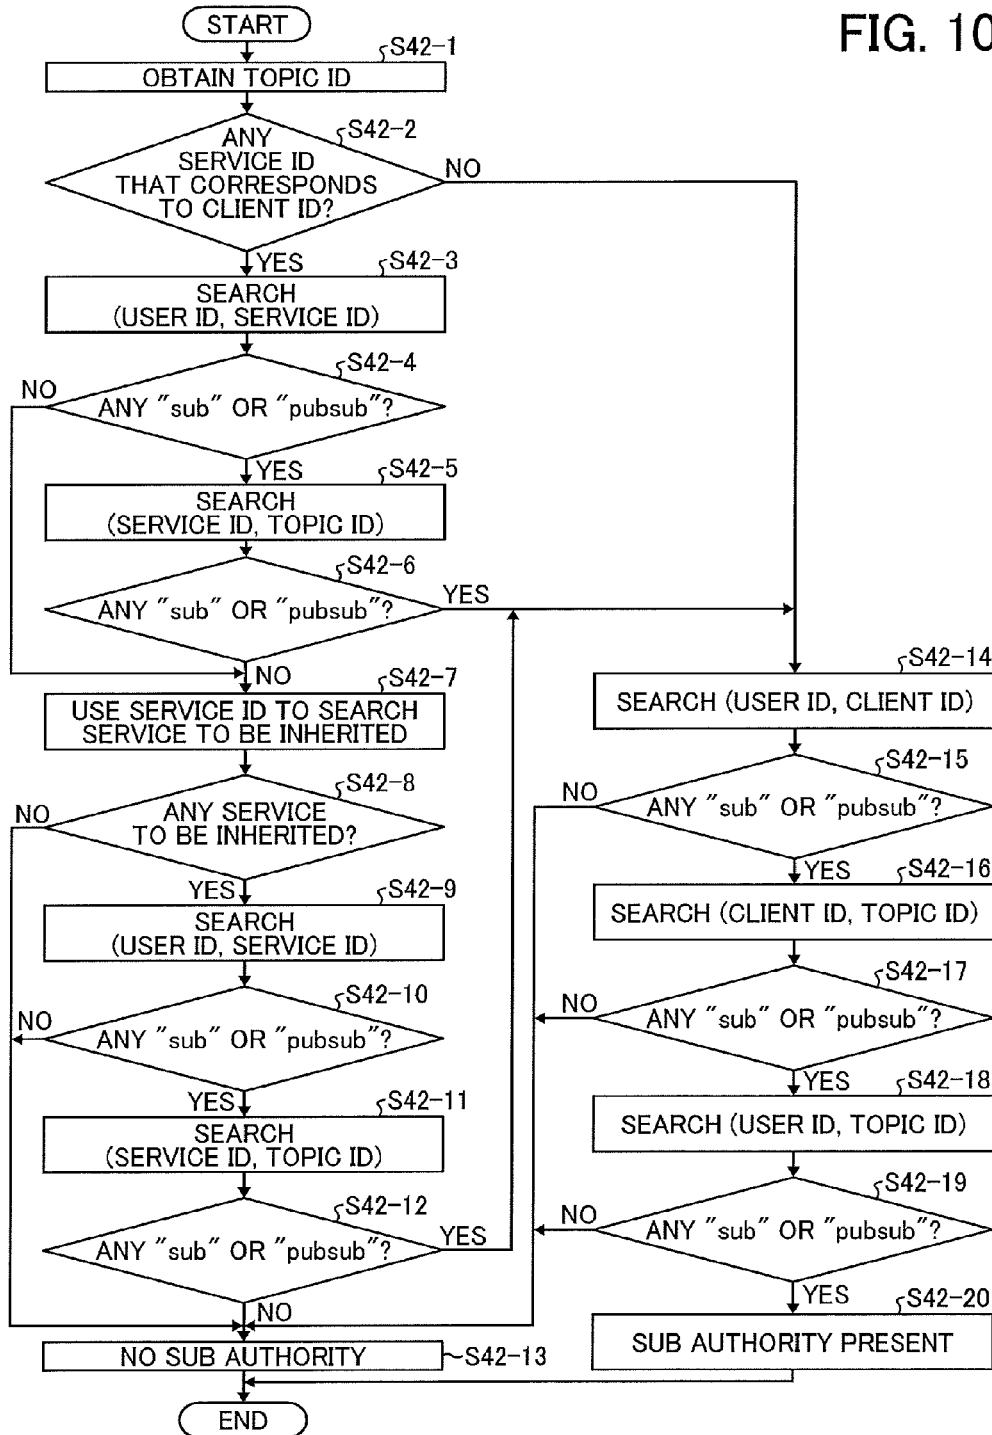 FIG. 10
START
S42-1
OBTAIN TOPIC ID
S42-2
ANY
SERVICE ID
THAT CORRESPONDS
TO CLIENT ID?
NO
YES
S42-3
SEARCH
(USER ID, SERVICE ID)
S42-4
NO
ANY "sub" OR "pubsub"?
YES
S42-5
SEARCH
(SERVICE ID, TOPIC ID)
S42-6
ANY "sub" OR "pubsub"?
YES
NO
S42-7
USE SERVICE ID TO SEARCH
SERVICE TO BE INHERITED
S42-8
NO
ANY SERVICE
TO BE INHERITED?
YES
S42-9
SEARCH
(USER ID, SERVICE ID)
S42-10
NO
ANY "sub" OR "pubsub"?
YES
S42-11
SEARCH
(SERVICE ID, TOPIC ID)
S42-12
ANY "sub" OR "pubsub"?
YES
NO
NO SUB AUTHORITY
S42-13
END
S42-14
SEARCH (USER ID, CLIENT ID)
S42-15
NO
ANY "sub" OR "pubsub"?
YES
S42-16
SEARCH (CLIENT ID, TOPIC ID)
S42-17
NO
ANY "sub" OR "pubsub"?
YES
S42-18
SEARCH (USER ID, TOPIC ID)
S42-19
NO
ANY "sub" OR "pubsub"?
YES
S42-20
SUB AUTHORITY PRESENT